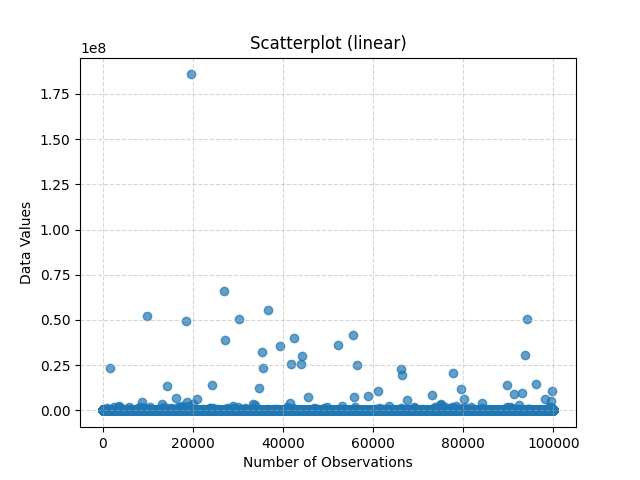 Scatterplot (linear)
1e8
1.75
1.50
1.25
1.00
0.75
0.50
0.25
0.00
Data Values
0 20000 40000 60000 80000 100000
Number of Observations